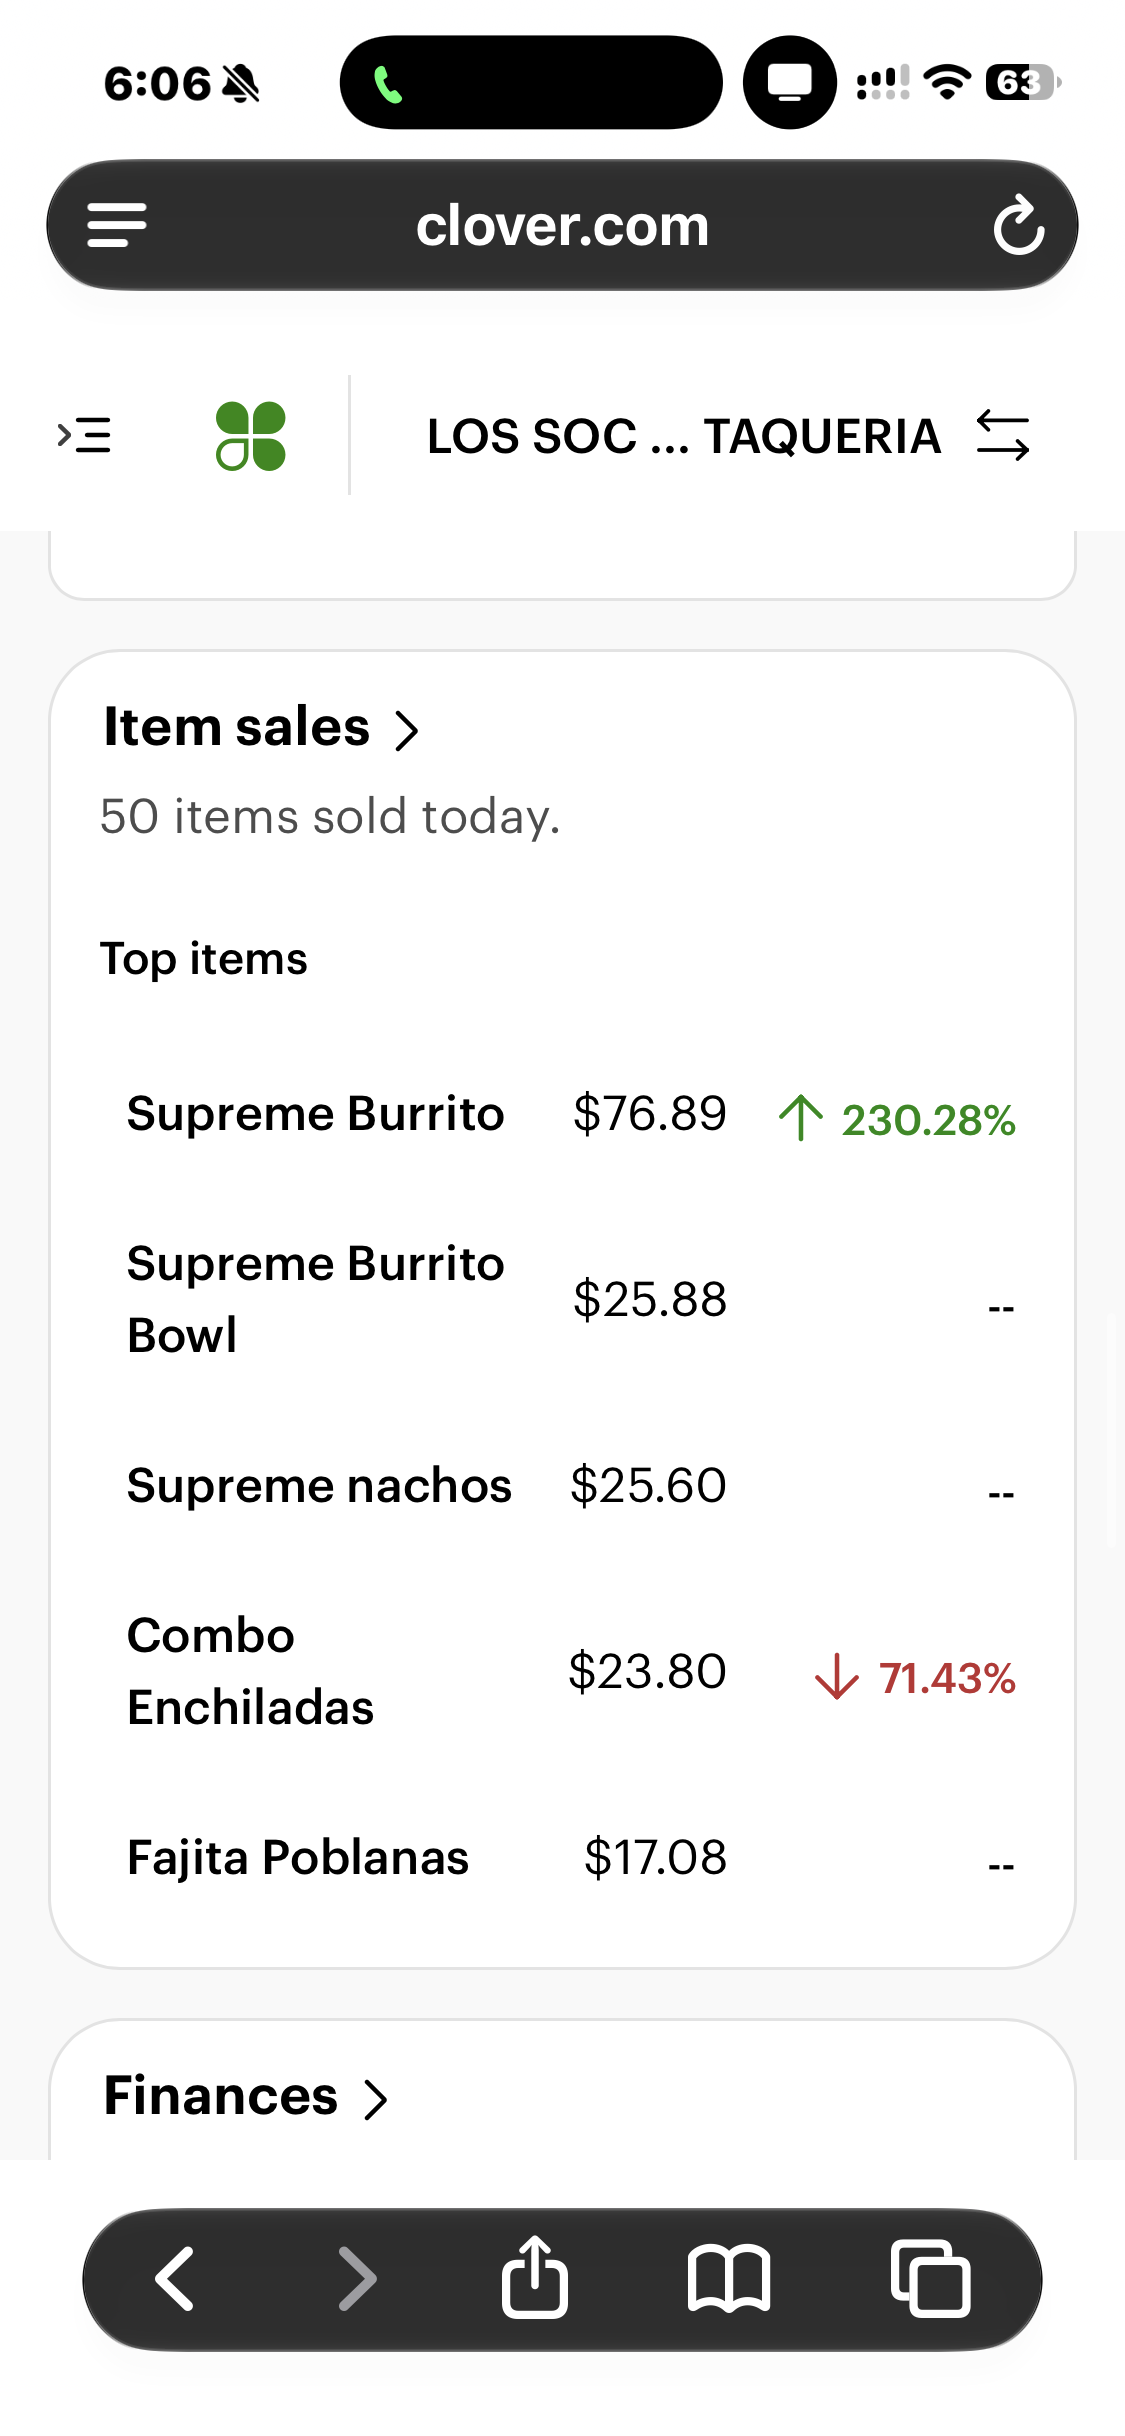 6:06
63
clover.com
LOS SOC ... TAQUERIA
Item sales
50 items sold today.
Top items
Supreme Burrito $76.89 230.28%
Supreme Burrito
Bowl
$25.88 --
Supreme nachos $25.60 --
Combo
Enchiladas
$23.80 71.43%
Fajita Poblanas $17.08 --
Finances